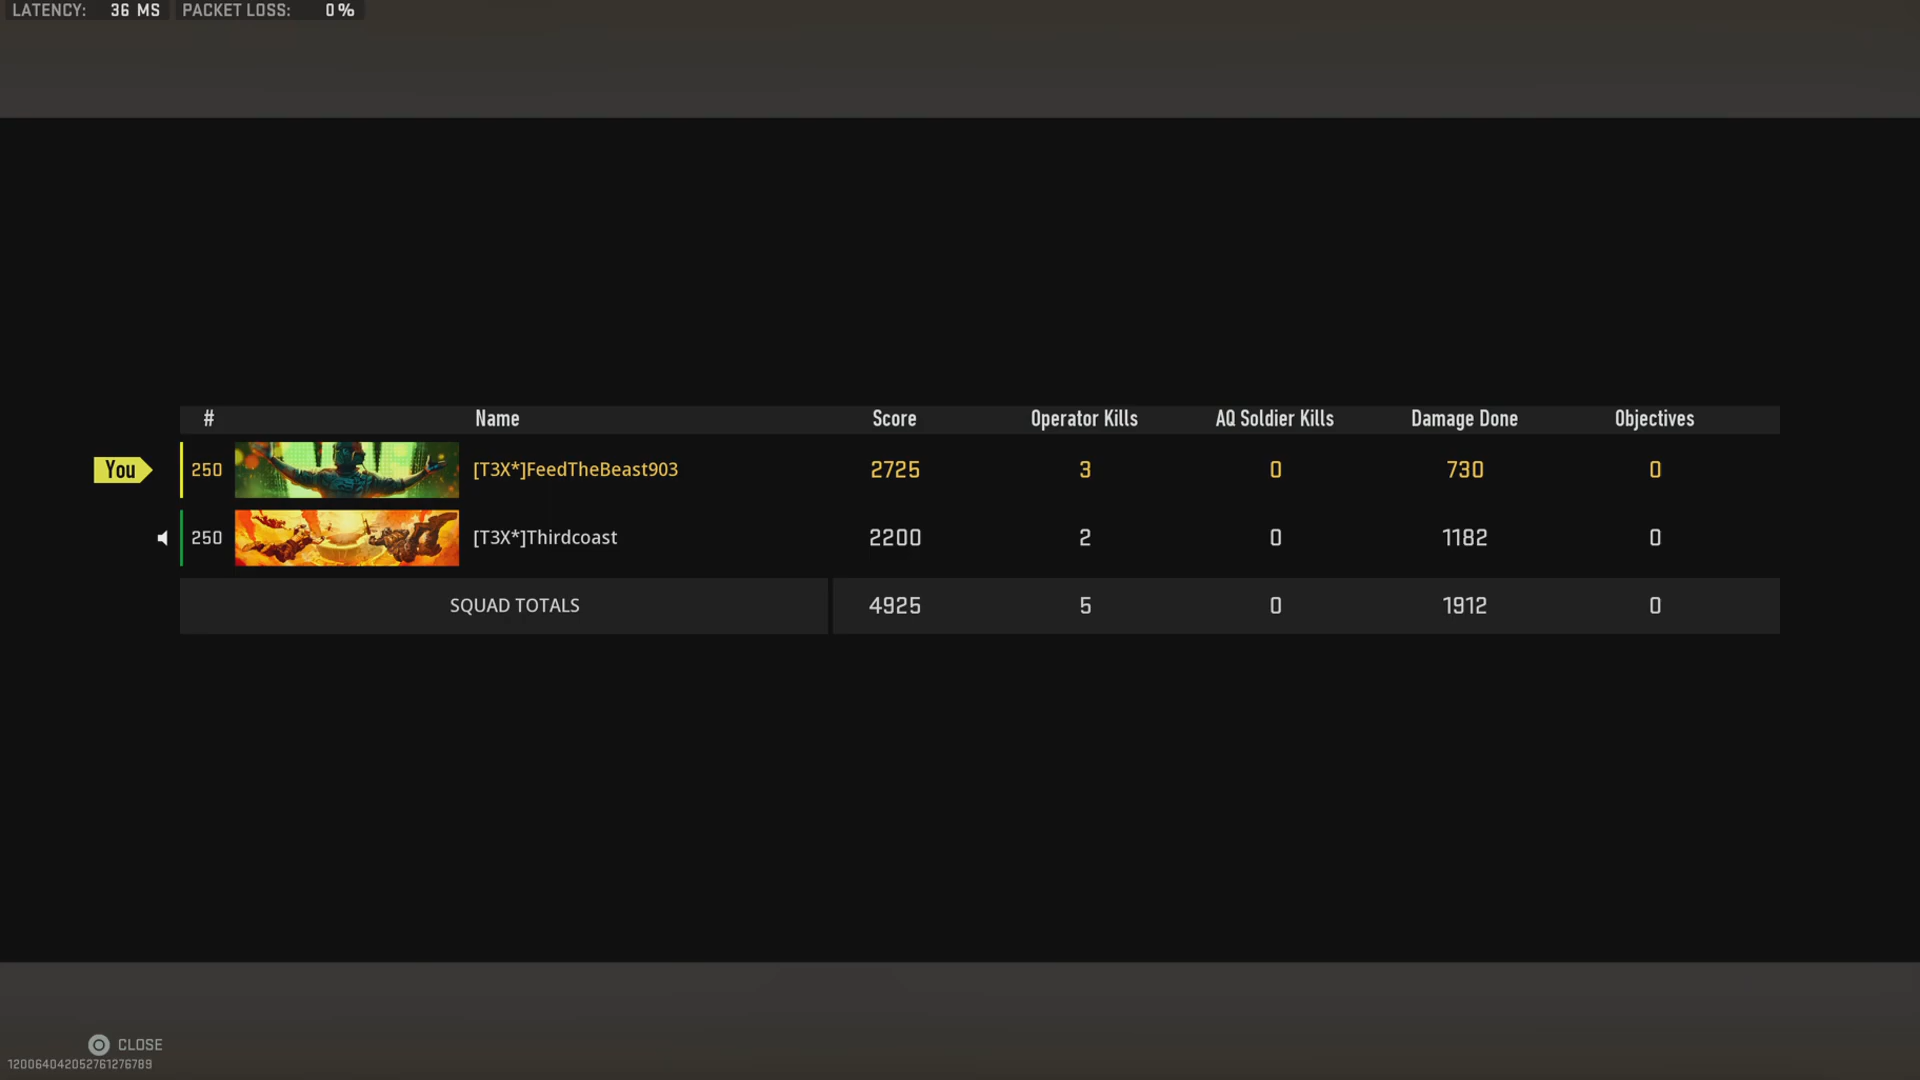 LATENCY: 36 MS PACKET LOSS: 0%
# Name Score Operator Kills AQ Soldier Kills Damage Done Objectives
You 250 [T3X*]FeedTheBeast903 2725 3 0 730 0
250 [T3X*]Thirdcoast 2200 2 0 1182 0
SQUAD TOTALS 4925 5 0 1912 0
CLOSE
120064042052761276789